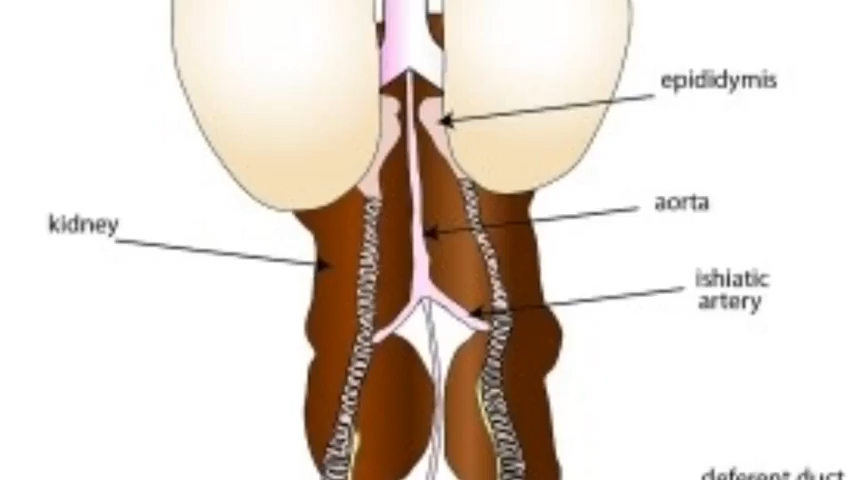 epididymis
aorta
kidney
ishiatic
artery
deferent duct